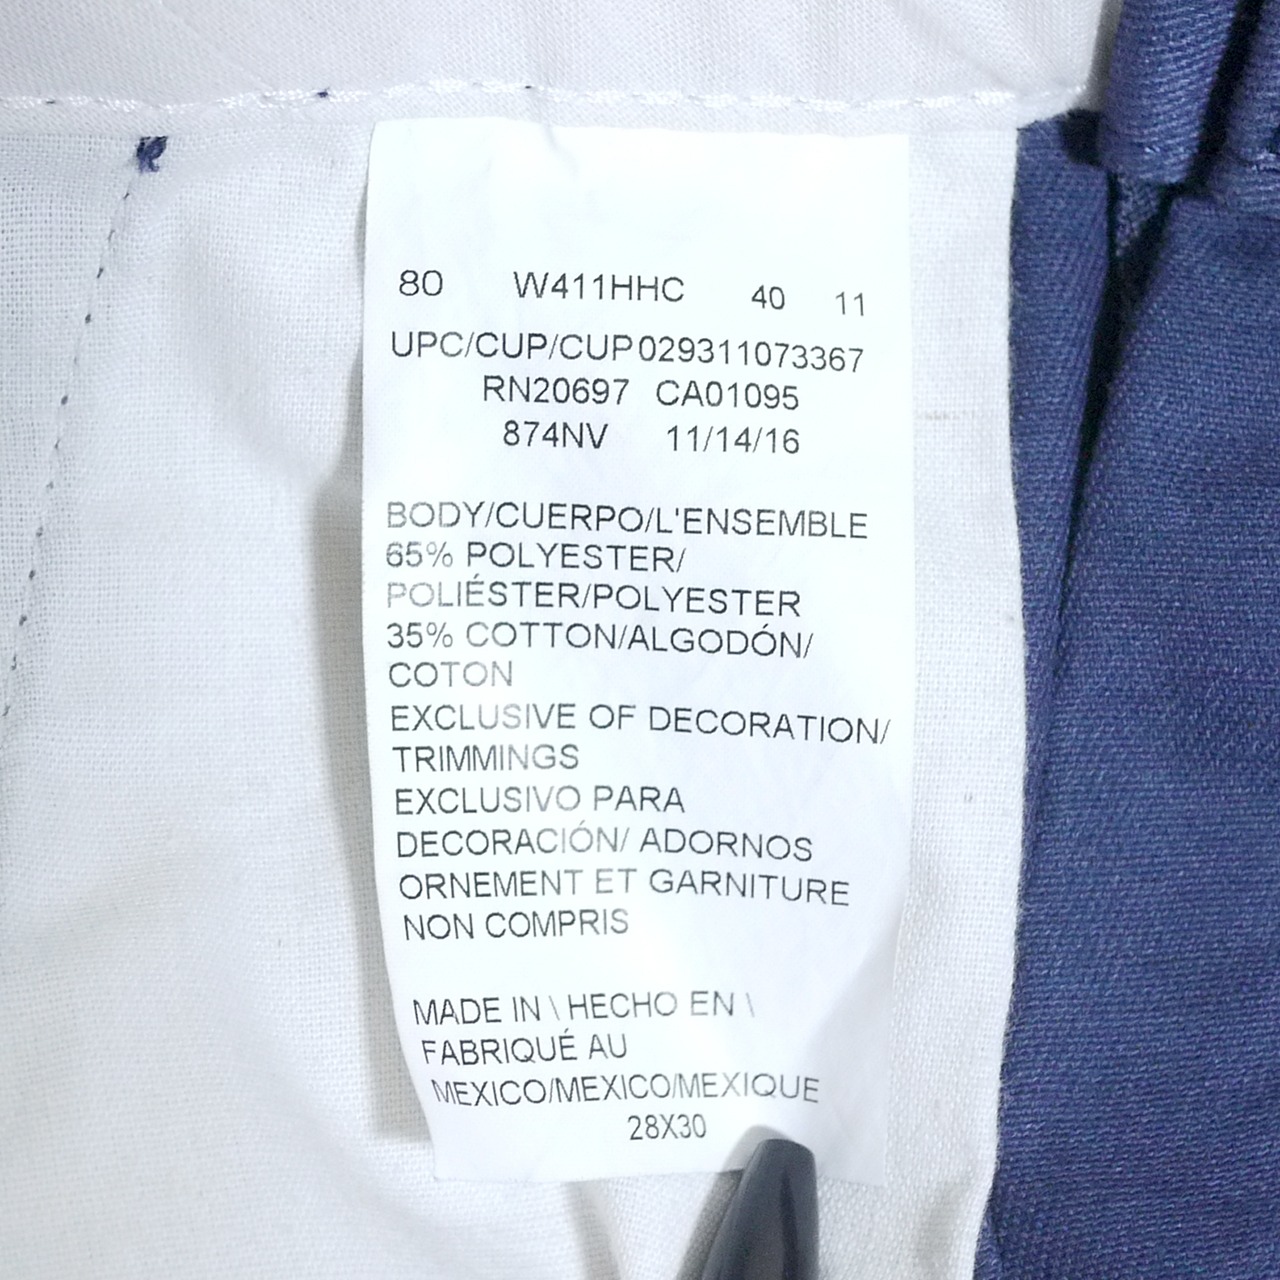 80 W411HHC 40 11
UPC/CUP/CUP029311073367
RN20697 CA01095
874NV 11/14/16
BODY/CUERPO/L'ENSEMBLE
65% POLYESTER/
POLIÉSTER/POLYESTER
35% COTTON/ALGODÓN/
COTON
EXCLUSIVE OF DECORATION/
TRIMMINGS
EXCLUSIVO PARA
DECORACIÓN/ ADORNOS
ORNEMENT ET GARNITURE
NON COMPRIS
MADE IN \ HECHO EN \
FABRIQUÉ AU
MEXICO/MEXICO/MEXIQUE
28X30